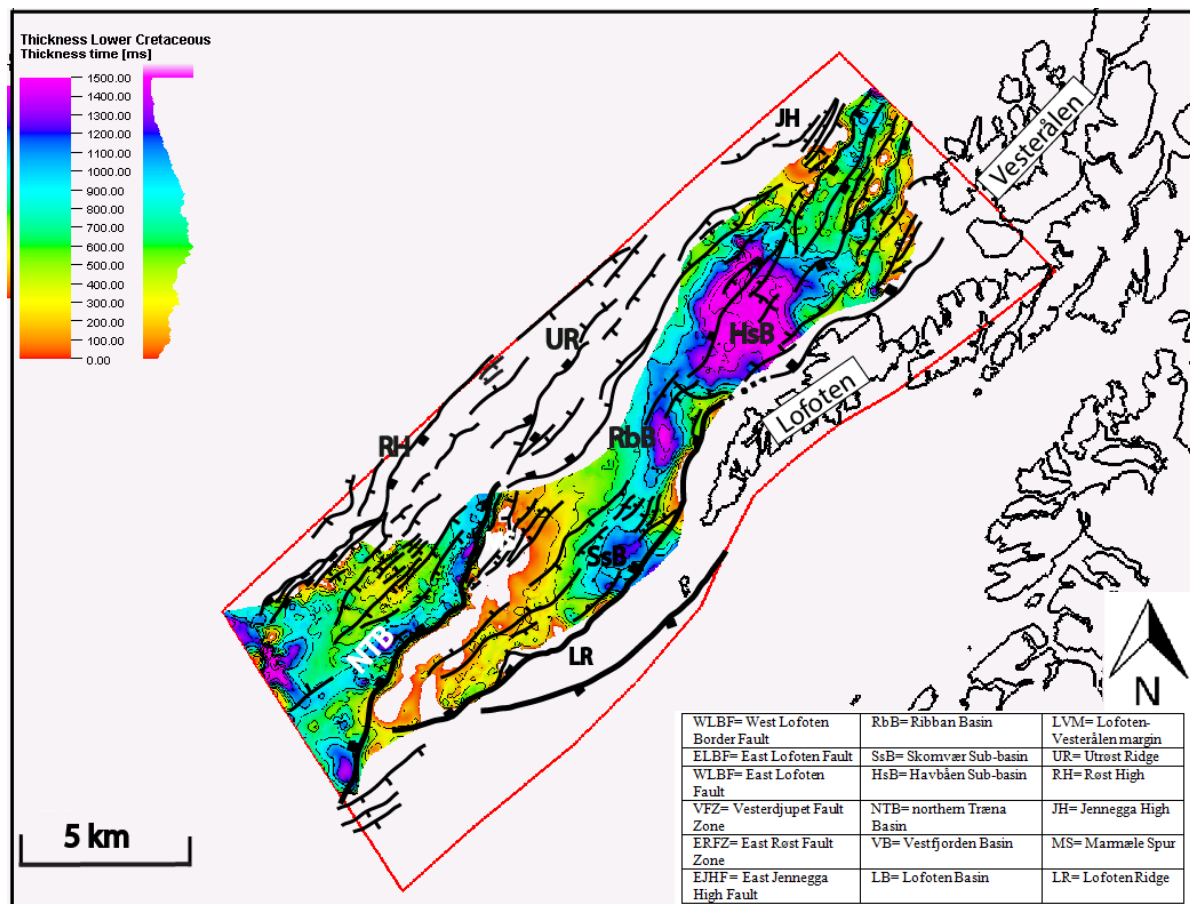 Thickness Lower Cretaceous
Thickness time [ms]
1500.00
1400.00
1300.00
1200.00
1100.00
1000.00
900.00
800.00
700.00
600.00
500.00
400.00
300.00
200.00
100.00
0.00
JH
Vesterålen
UR
HsB
Lofoten
RH
RbB
SsB
NTB
LR
N
5 km
WLBF= West Lofoten
Border Fault
RbB= Ribban Basin
LVM= Lofoten-
Vesterålen margin
ELBF= East Lofoten Fault
SsB= Skomvær Sub-basin
UR= Utrøst Ridge
WLBF= East Lofoten
Fault
HsB= Havbåen Sub-basin
RH= Røst High
VFZ= Vesterdjupet Fault
Zone
NTB= northern Træna
Basin
JH= Jennegga High
ERFZ= East Røst Fault
Zone
VB= Vestfjorden Basin
MS= Marmæle Spur
EJHF= East Jennegga
High Fault
LB= Lofoten Basin
LR= Lofoten Ridge